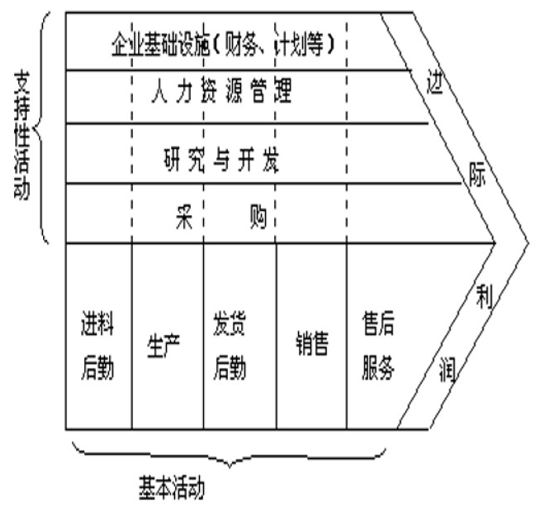 支持性活动
企业基础设施(财务、计划等)
人力资源管理
研究与开发
采购
边际利润
进料后勤
生产
发货后勤
销售
售后服务
基本活动